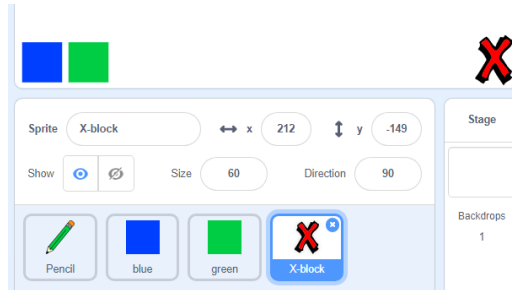 Sprite X-block x 212 y -149
Show Size 60 Direction 90
Pencil blue green X-block
Stage
Backdrops
1